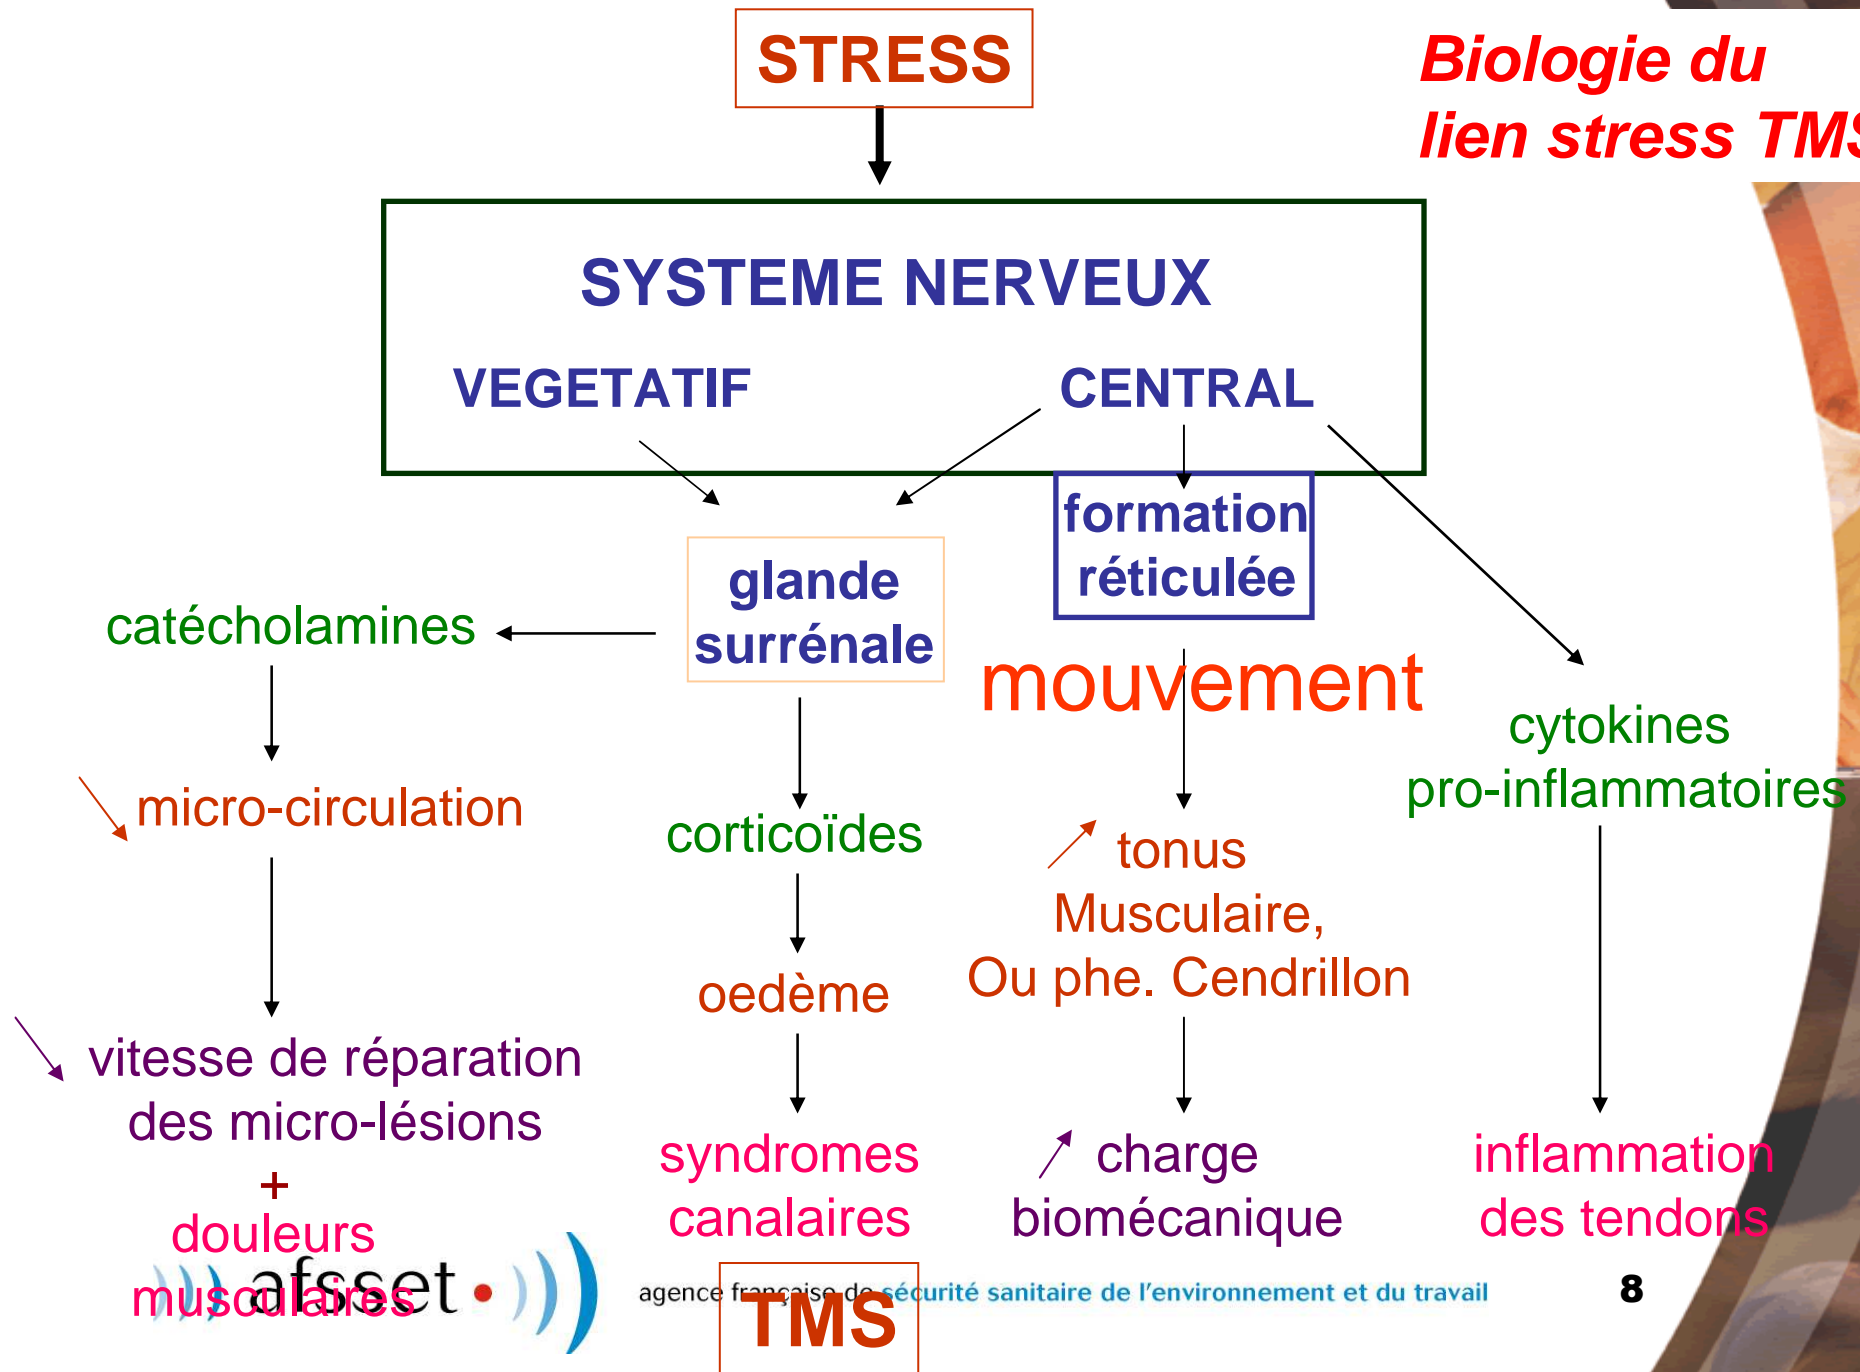 STRESS
Biologie du
lien stress TMS
SYSTEME NERVEUX
VEGETATIF
CENTRAL
formation
réticulée
glande
surrénale
catécholamines
mouvement
cytokines
pro-inflammatoires
micro-circulation
corticoïdes
tonus
Musculaire,
Ou phe. Cendrillon
oedème
vitesse de réparation
des micro-lésions
+
douleurs
musculaires
syndromes
canalaires
charge
biomécanique
inflammation
des tendons
afsset
agence française de sécurité sanitaire de l'environnement et du travail
8
TMS